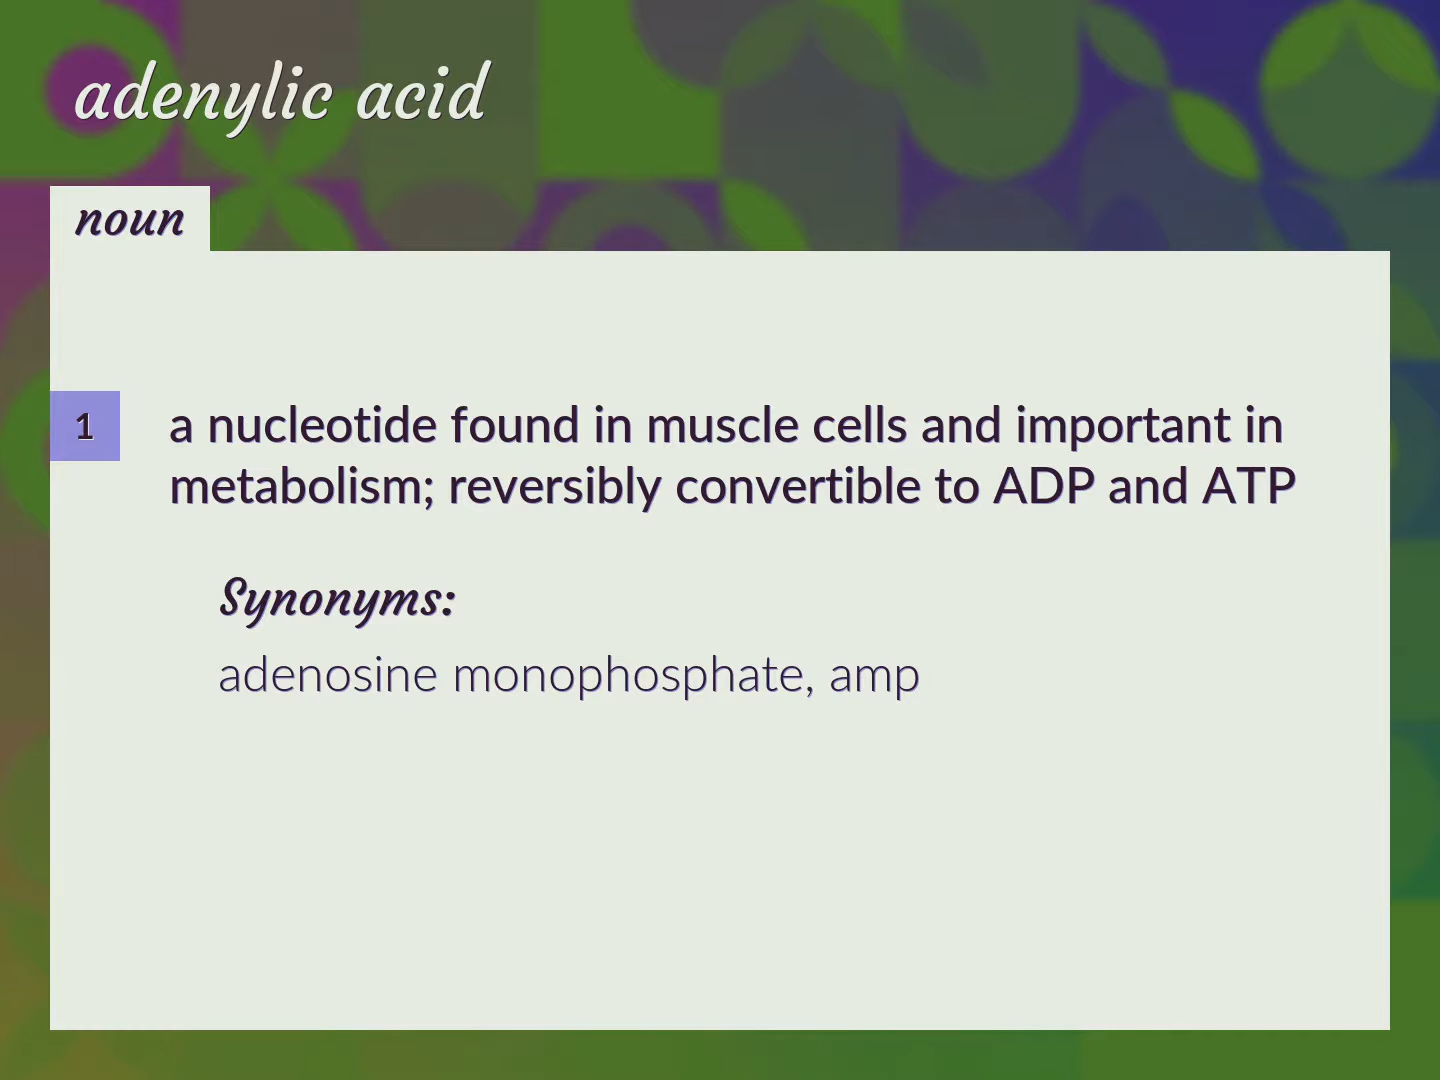 adenylic acid
noun
1
a nucleotide found in muscle cells and important in
metabolism; reversibly convertible to ADP and ATP
Synonyms:
adenosine monophosphate, amp